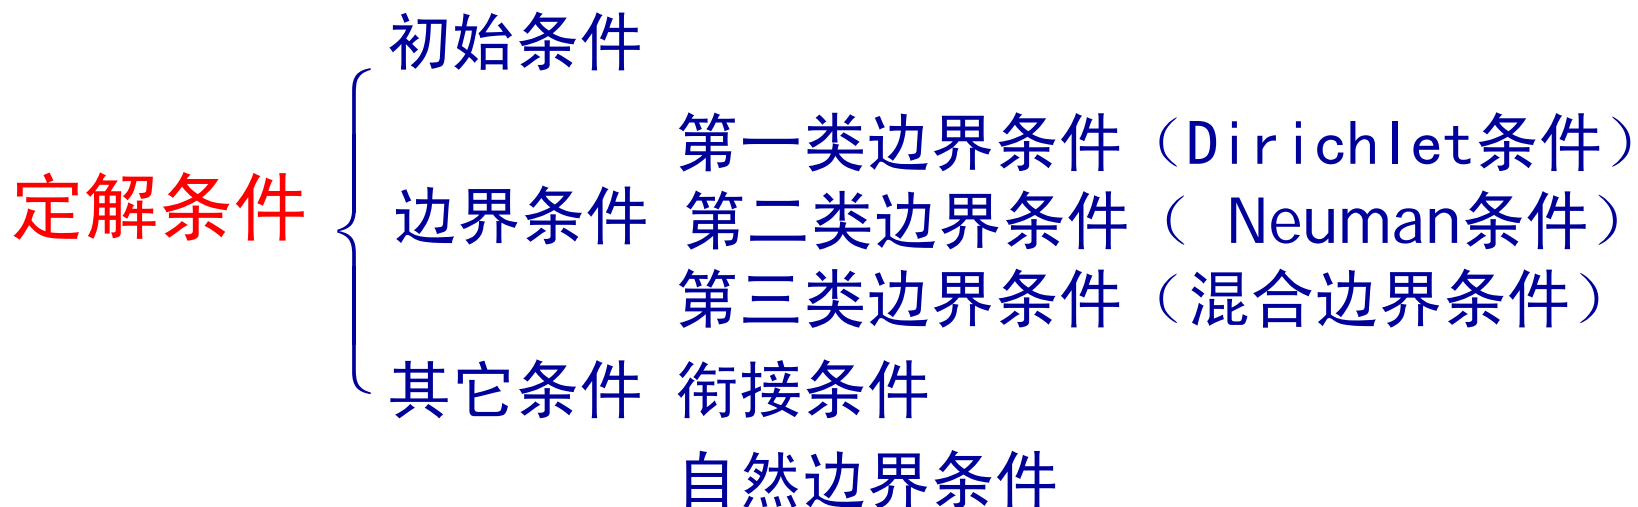 初始条件
第一类边界条件（Dirichlet条件）
定解条件 边界条件 第二类边界条件（ Neuman条件）
第三类边界条件（混合边界条件）
其它条件 衔接条件
自然边界条件